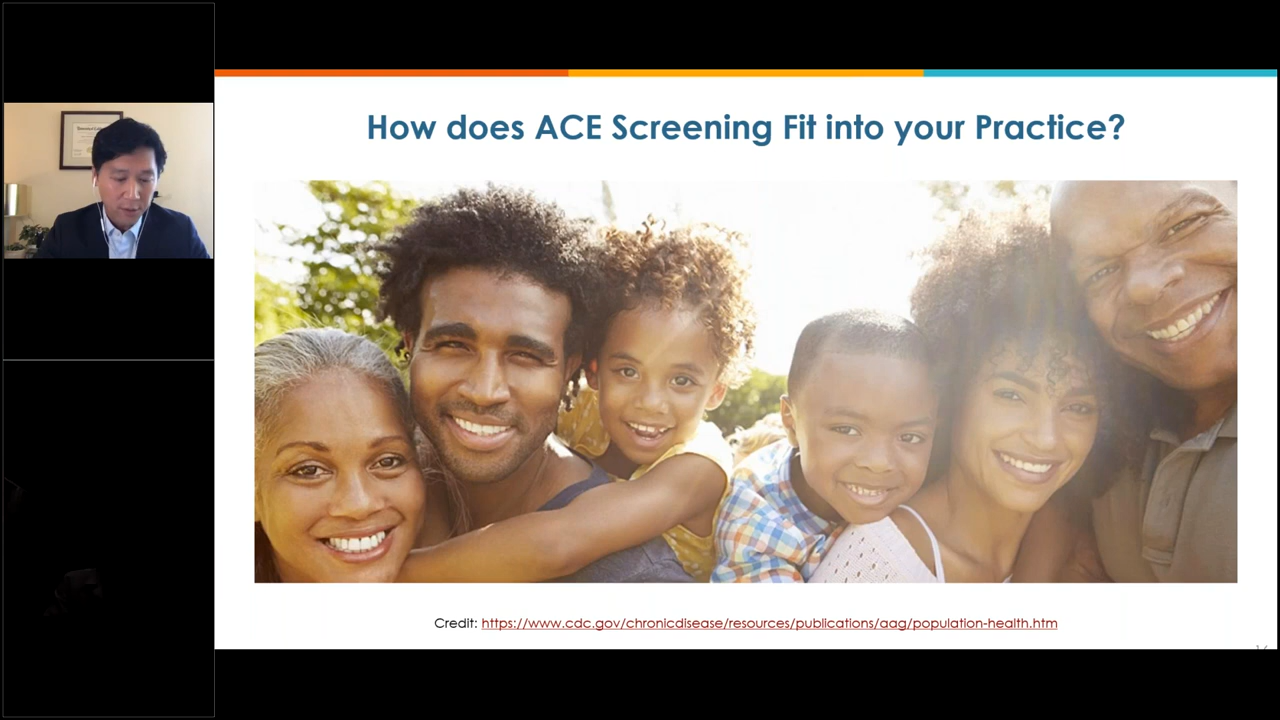 How does ACE Screening Fit into your Practice?
Credit: https://www.cdc.gov/chronicdisease/resources/publications/aag/population-health.htm